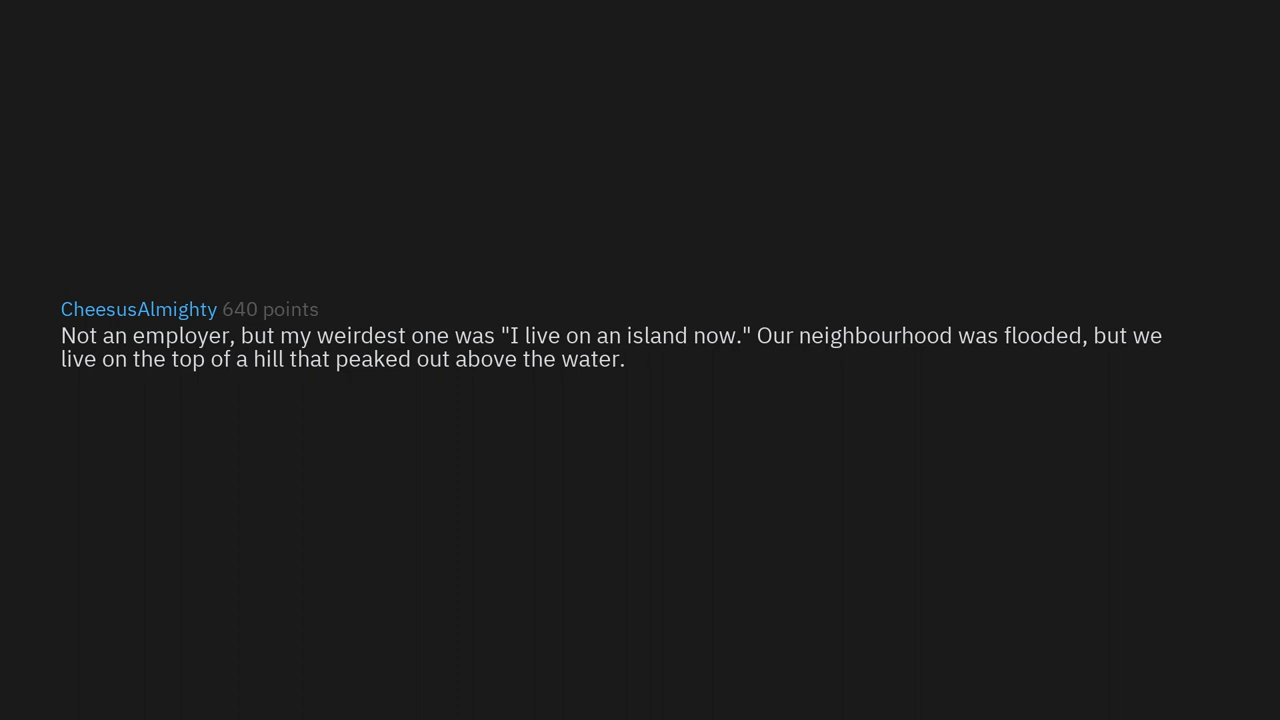 CheesusAlmighty 640 points
Not an employer, but my weirdest one was "I live on an island now." Our neighbourhood was flooded, but we
live on the top of a hill that peaked out above the water.